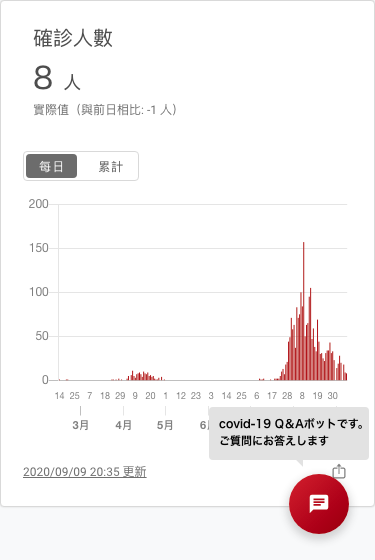 確診人數
8 人
實際值（與前日相比: -1 人）
每日 累計
200
150
100
50
0
14 25 7 18 29 9 20 1 12 23 3 14 25 6 17 28 8 19 30
3月 4月 5月
covid-19 Q&Aボットです。
ご質問にお答えします
2020/09/09 20:35 更新